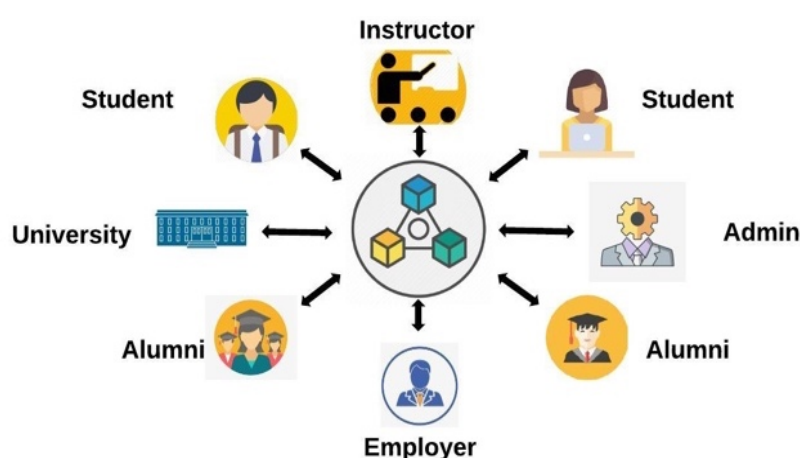 Instructor
Student
Student
University
Admin
Alumni
Alumni
Employer